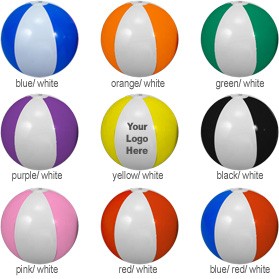 blue/ white
orange/ white
green/ white
purple/ white
Your
Logo
Here
yellow/ white
black/ white
pink/ white
red/ white
blue/ red/ white